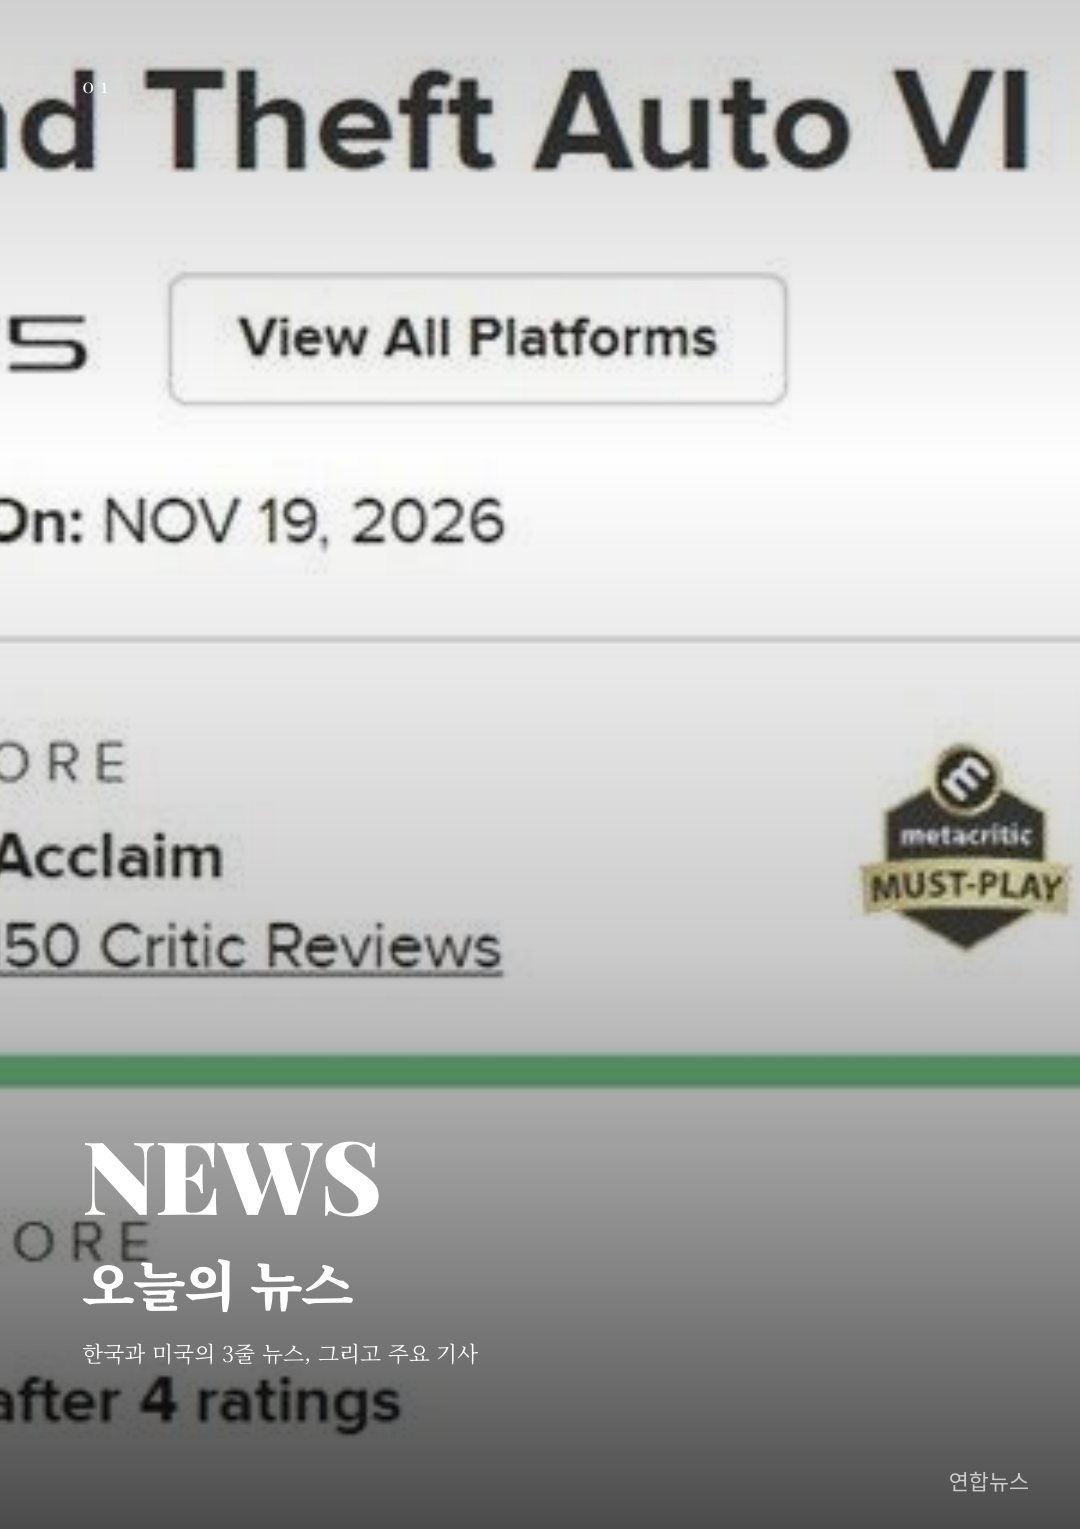 01
nd Theft Auto VI
5
View All Platforms
On: NOV 19, 2026
ORE
Acclaim
150 Critic Reviews
m
metacritic
MUST-PLAY
NEWS
ORE
오늘의 뉴스
한국과 미국의 3줄 뉴스, 그리고 주요 기사
after 4 ratings
연합뉴스